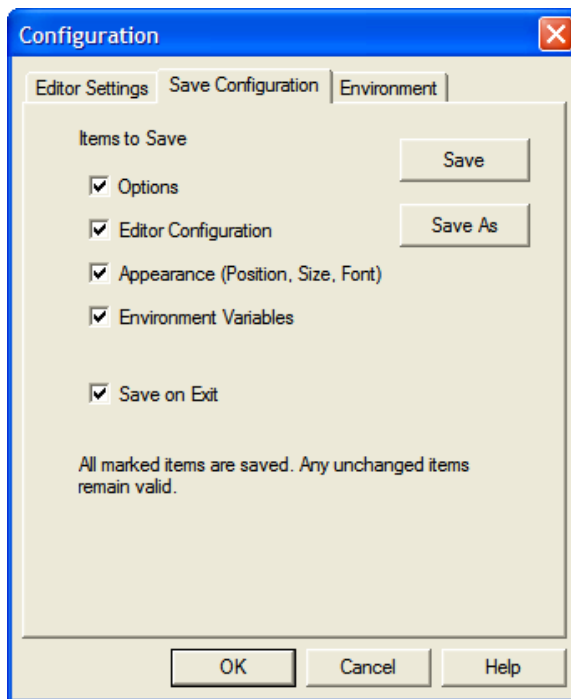 Configuration
Editor Settings Save Configuration Environment
Items to Save
Save
Options
Save As
Editor Configuration
Appearance (Position, Size, Font)
Environment Variables
Save on Exit
All marked items are saved. Any unchanged items
remain valid.
OK Cancel Help